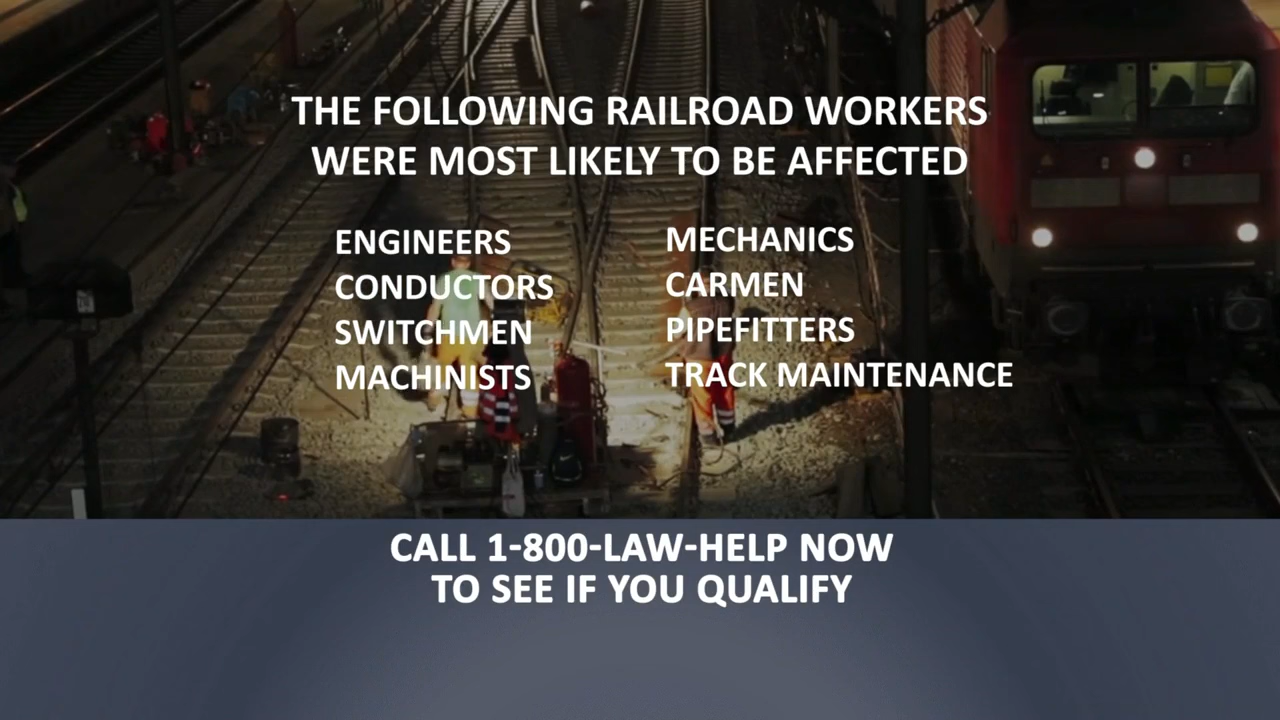 THE FOLLOWING RAILROAD WORKERS
WERE MOST LIKELY TO BE AFFECTED
ENGINEERS
CONDUCTORS
SWITCHMEN
MACHINISTS
MECHANICS
CARMEN
PIPEFITTERS
TRACK MAINTENANCE
CALL 1-800-LAW-HELP NOW
TO SEE IF YOU QUALIFY